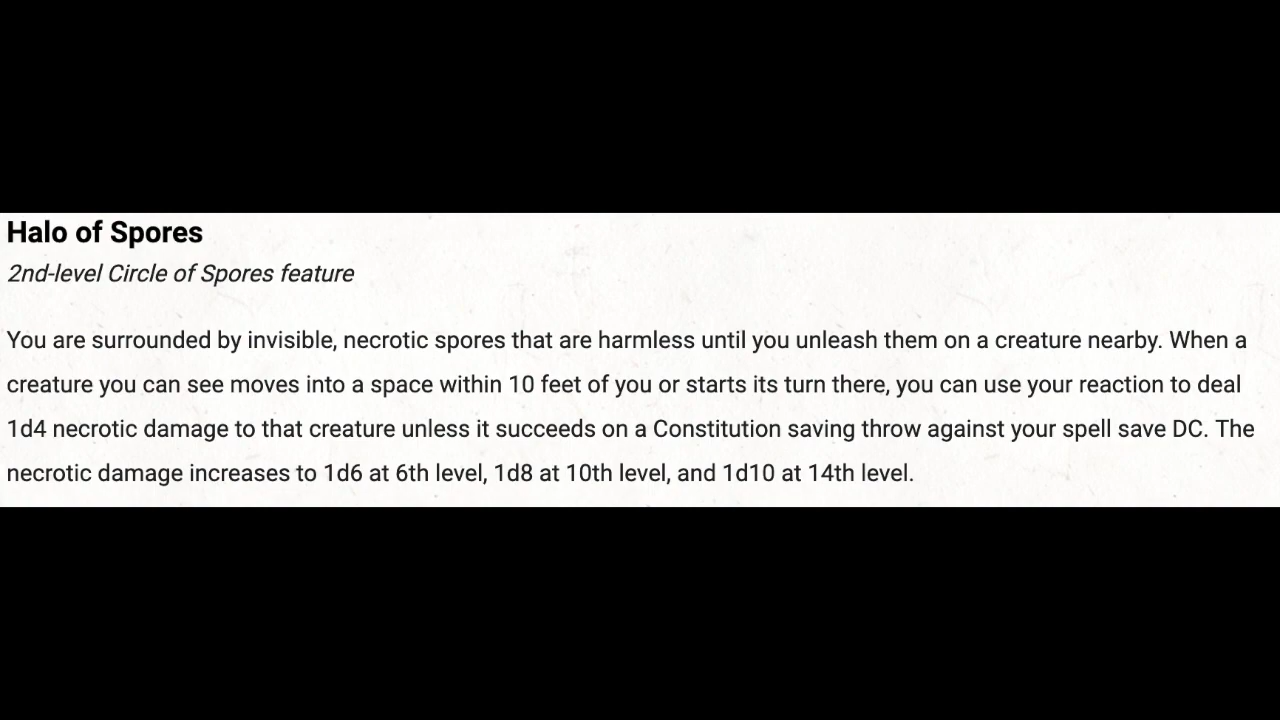 Halo of Spores
2nd-level Circle of Spores feature
You are surrounded by invisible, necrotic spores that are harmless until you unleash them on a creature nearby. When a
creature you can see moves into a space within 10 feet of you or starts its turn there, you can use your reaction to deal
1d4 necrotic damage to that creature unless it succeeds on a Constitution saving throw against your spell save DC. The
necrotic damage increases to 1d6 at 6th level, 1d8 at 10th level, and 1d10 at 14th level.